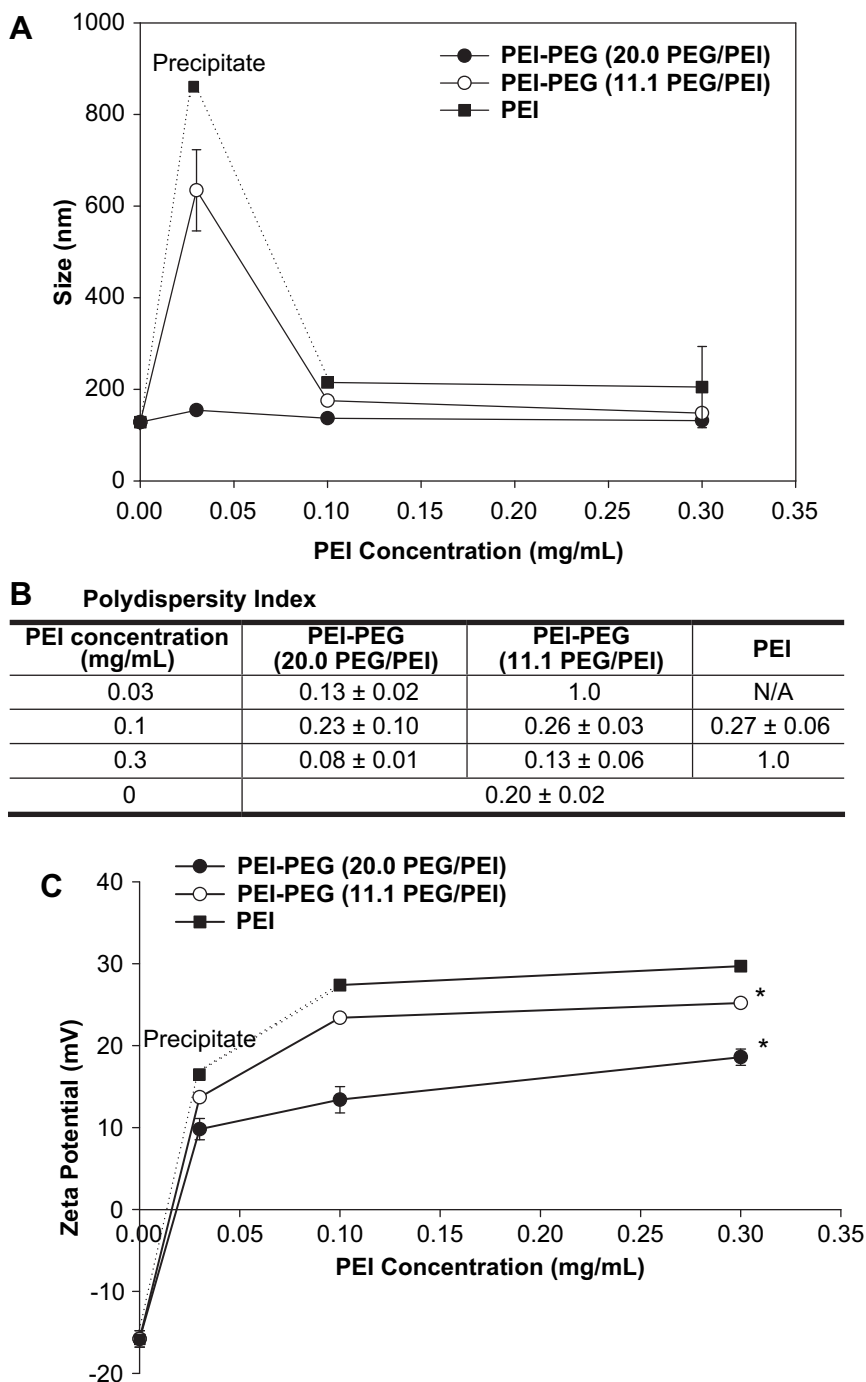 A
1000
800
600
400
200
0
Size (nm)
Precipitate
PEI-PEG (20.0 PEG/PEI)
PEI-PEG (11.1 PEG/PEI)
PEI
0.00 0.05 0.10 0.15 0.20 0.25 0.30 0.35
PEI Concentration (mg/mL)
B Polydispersity Index
PEI concentration (mg/mL) PEI-PEG (20.0 PEG/PEI) PEI-PEG (11.1 PEG/PEI) PEI
0.03 0.13 ± 0.02 1.0 N/A
0.1 0.23 ± 0.10 0.26 ± 0.03 0.27 ± 0.06
0.3 0.08 ± 0.01 0.13 ± 0.06 1.0
0 0.20 ± 0.02
C
PEI-PEG (20.0 PEG/PEI)
PEI-PEG (11.1 PEG/PEI)
PEI
40
30
20
10
0
-10
-20
Zeta Potential (mV)
Precipitate
*
*
0.00 0.05 0.10 0.15 0.20 0.25 0.30 0.35
PEI Concentration (mg/mL)